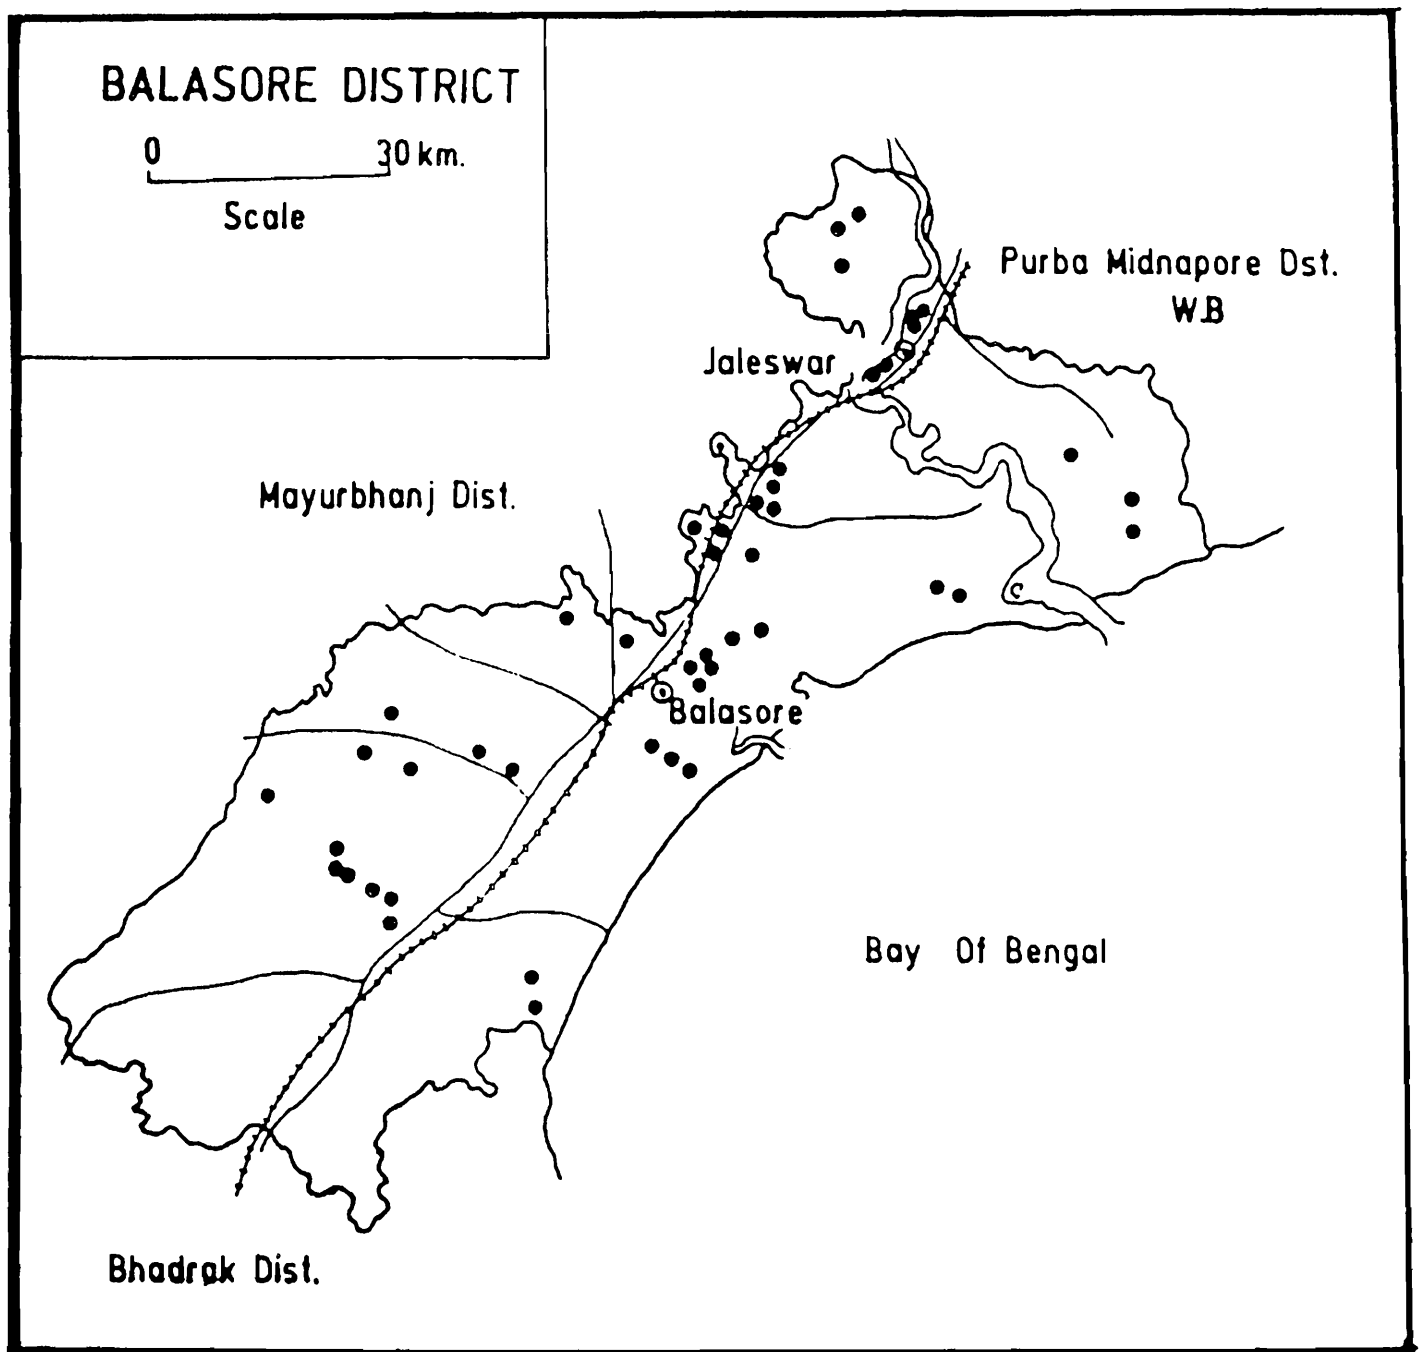 BALASORE DISTRICT
0 30 km.
Scale
Purba Midnapore Dst.
W.B
Jaleswar
Mayurbhanj Dist.
Balasore
Bay Of Bengal
Bhadrak Dist.